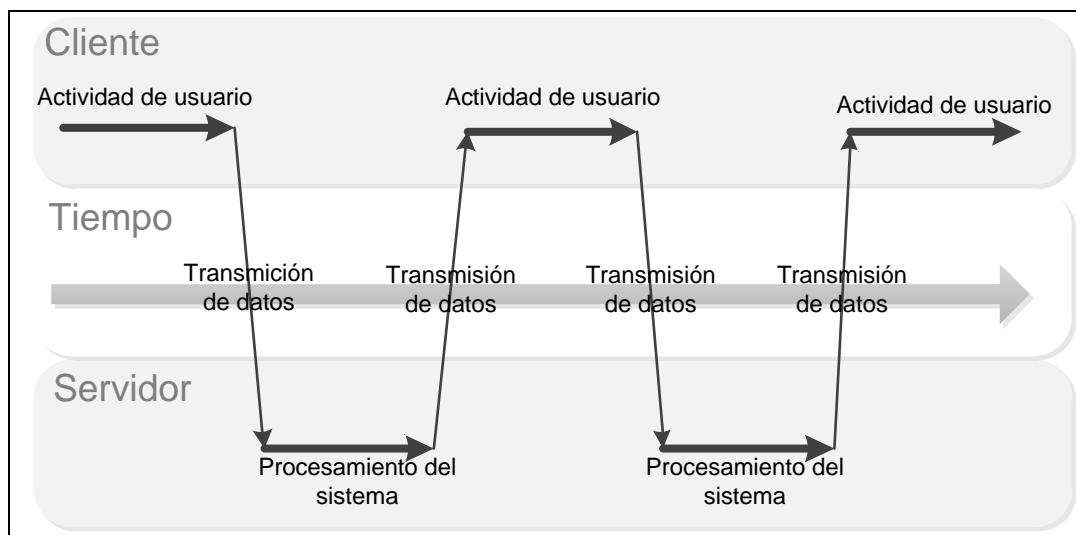 Cliente
Actividad de usuario
Actividad de usuario
Actividad de usuario
Tiempo
Transmición
de datos
Transmisión
de datos
Transmisión
de datos
Transmisión
de datos
Servidor
Procesamiento del
sistema
Procesamiento del
sistema